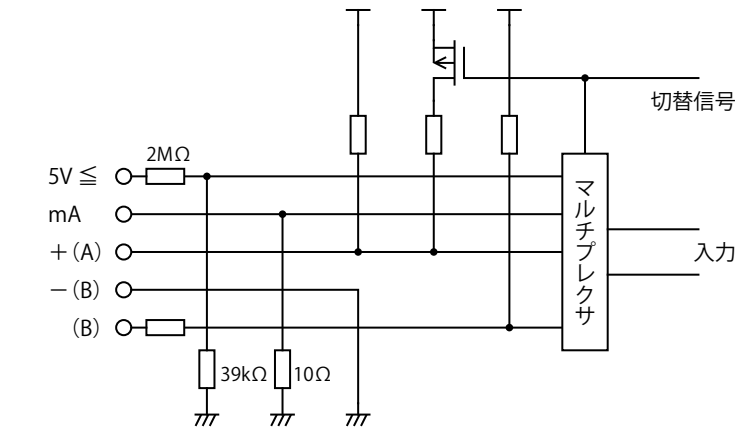 切替信号
2MΩ
5V ≦
mA
＋(A)
－(B)
(B)
マルチプレクサ
入力
39kΩ
10Ω